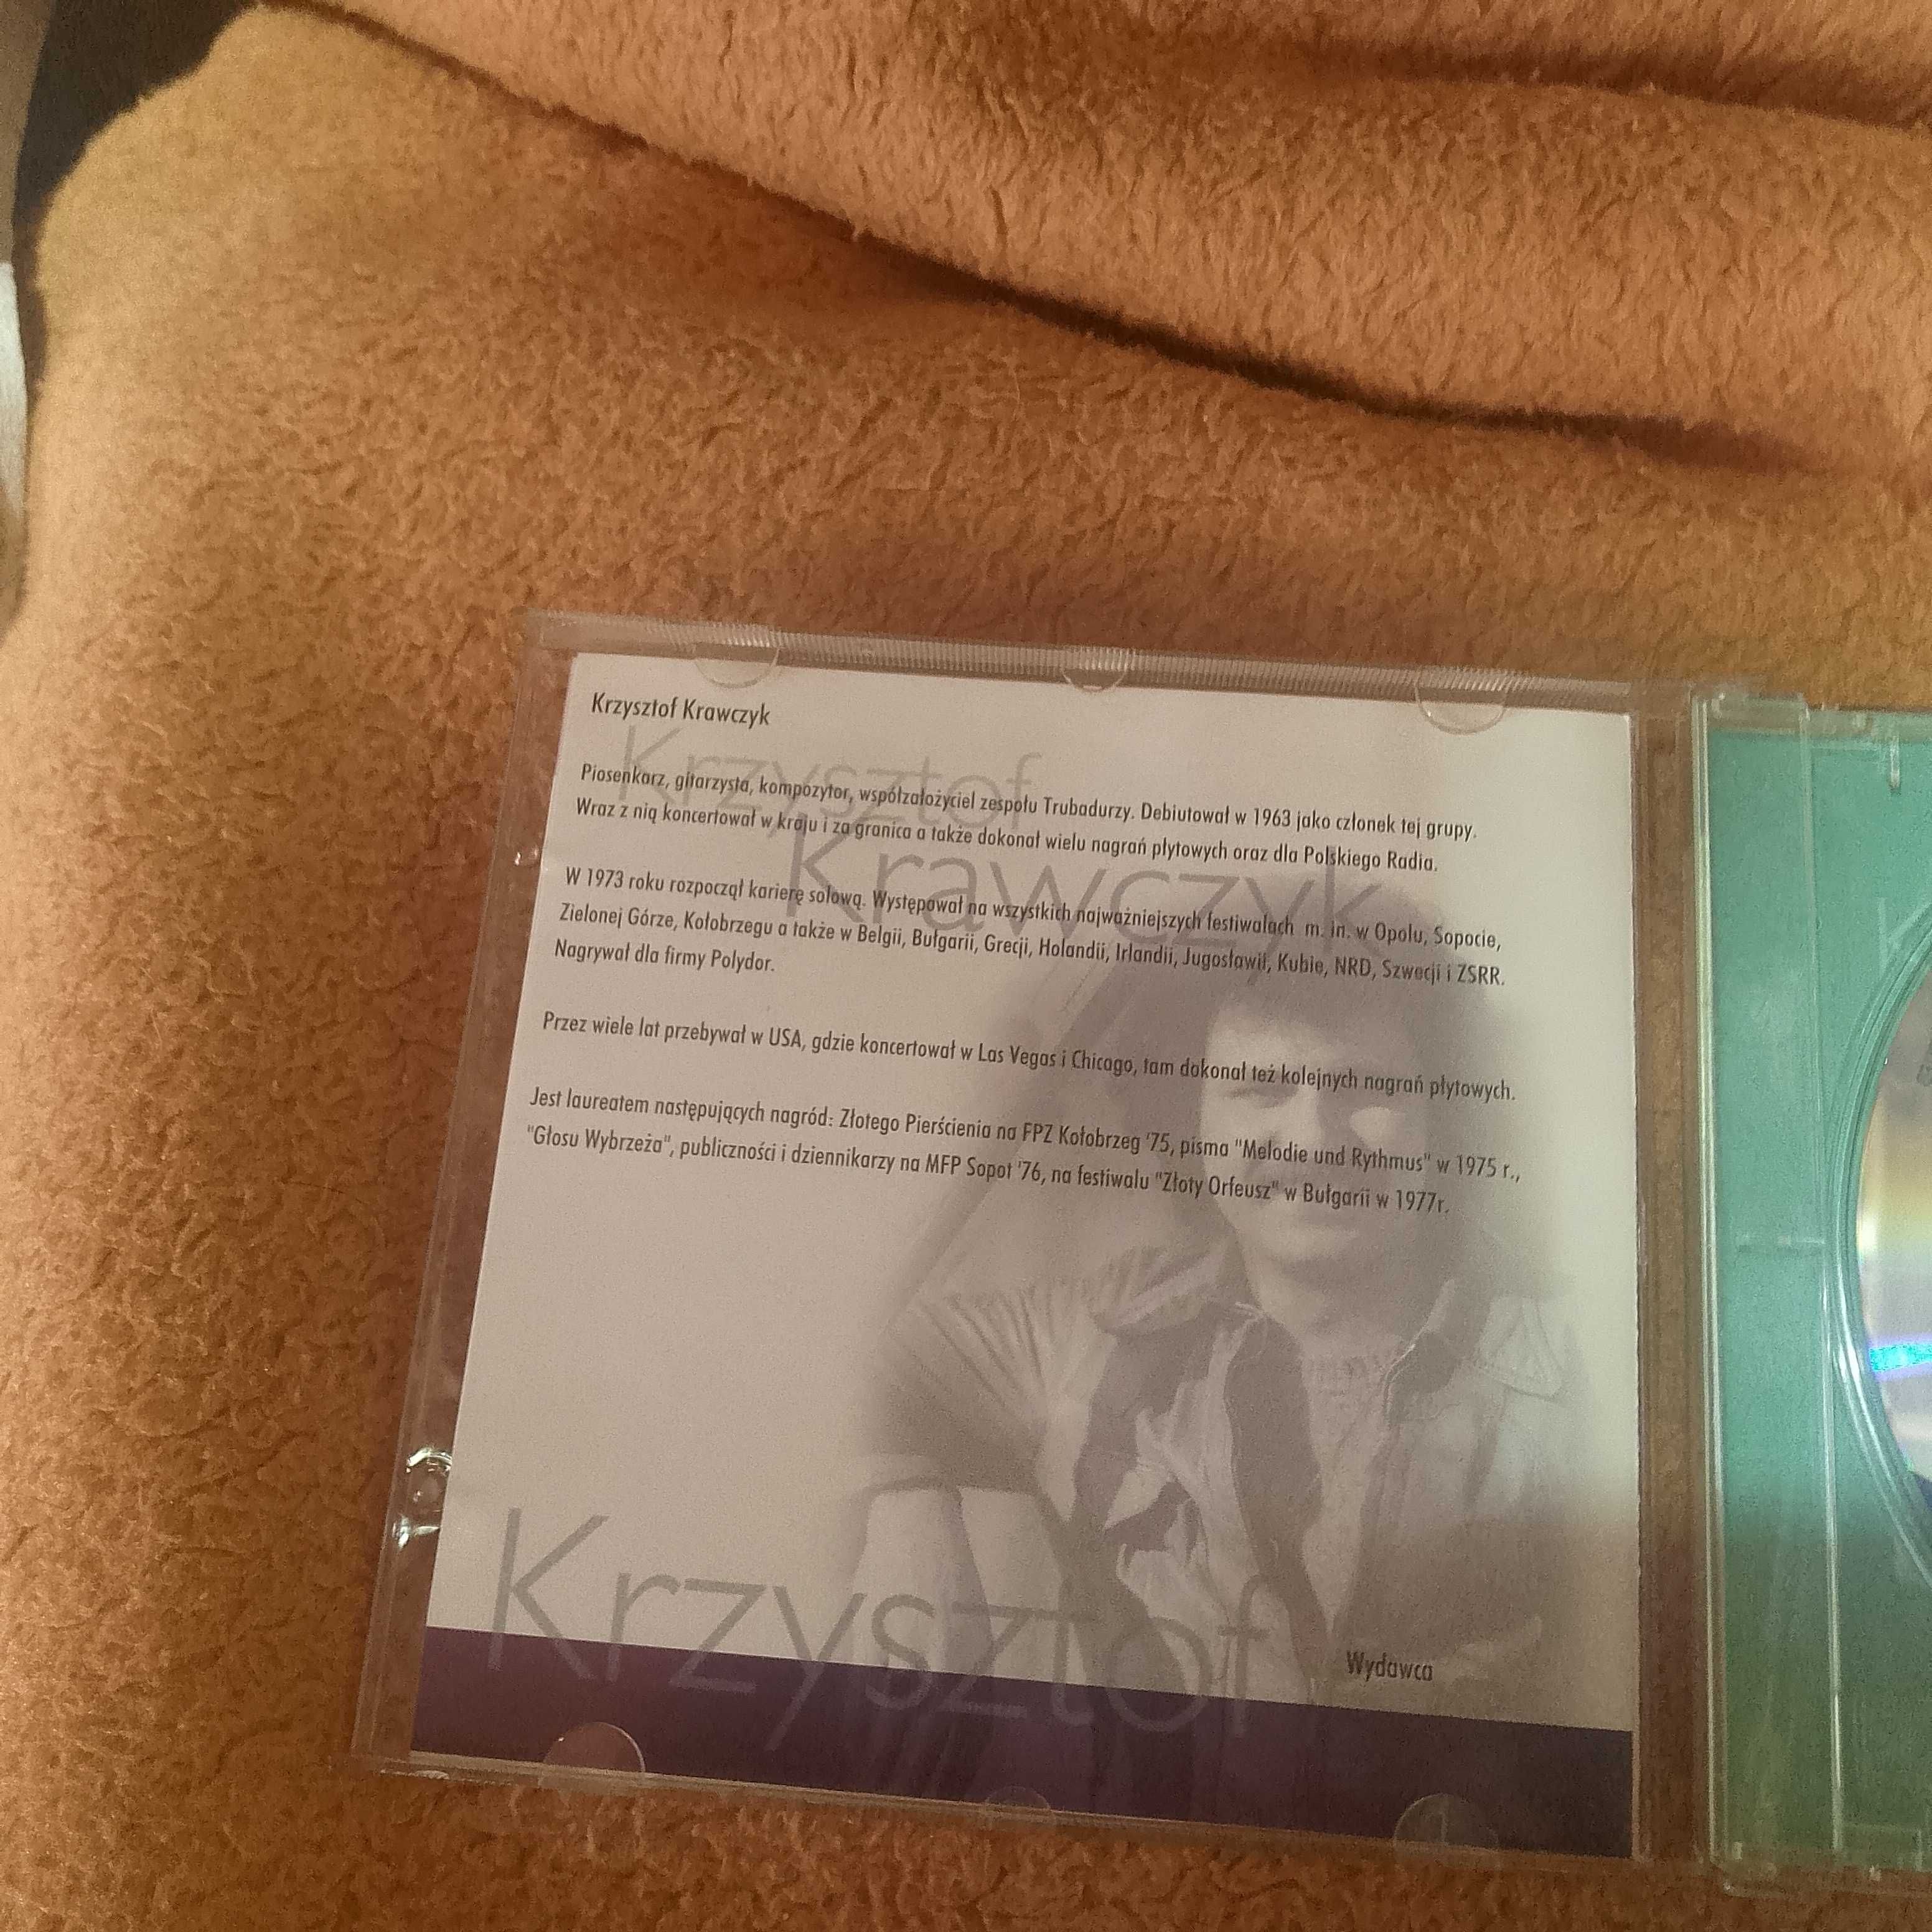 Krzysztof Krawczyk
Krzysztof
Krawczyk
Piosenkarz, gitarzysta, kompozytor, współzałożyciel zespołu Trubadurzy. Debiutował w 1963 jako członek tej grupy.
Wraz z nią koncertował w kraju i za granica a także dokonał wielu nagrań płytowych oraz dla Polskiego Radia.
W 1973 roku rozpoczął karierę solową. Występował na wszystkich najważniejszych festiwalach m. in. w Opolu, Sopocie,
Zielonej Górze, Kołobrzegu a także w Belgii, Bułgarii, Grecji, Holandii, Irlandii, Jugosławii, Kubie, NRD, Szwecji i ZSRR.
Nagrywał dla firmy Polydor.
Przez wiele lat przebywał w USA, gdzie koncertował w Las Vegas i Chicago, tam dokonał też kolejnych nagrań płytowych.
Jest laureatem następujących nagród: Złotego Pierścienia na FPZ Kołobrzeg '75, pisma "Melodie und Rythmus" w 1975 r.,
"Głosu Wybrzeża", publiczności i dziennikarzy na MFP Sopot '76, na festiwalu "Złoty Orfeusz" w Bułgarii w 1977r.
Krzysztof
Wydawca